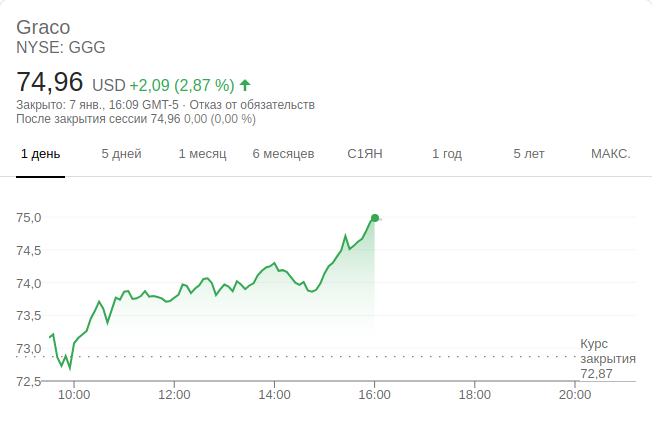 Graco
NYSE: GGG
74,96 USD +2,09 (2,87 %)
Закрыто: 7 янв., 16:09 GMT-5 · Отказ от обязательств
После закрытия сессии 74,96 0,00 (0,00 %)
1 день 5 дней 1 месяц 6 месяцев С1ЯН 1 год 5 лет МАКС.
75,0
74,5
74,0
73,5
73,0
72,5
Курс
закрытия
72,87
10:00 12:00 14:00 16:00 18:00 20:00